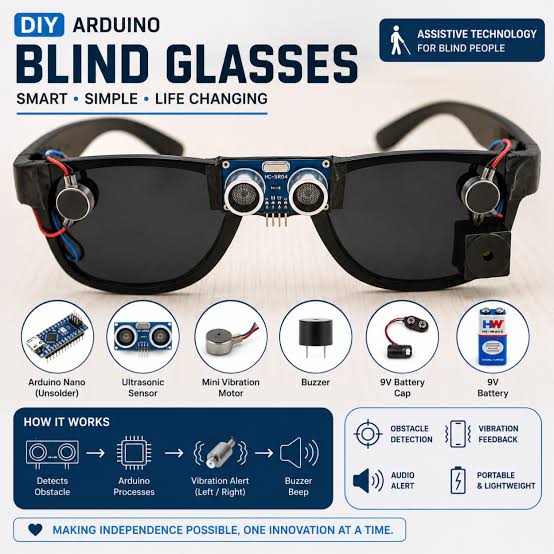 DIY ARDUINO
BLIND GLASSES
SMART • SIMPLE • LIFE CHANGING
ASSISTIVE TECHNOLOGY
FOR BLIND PEOPLE
HC-SR04
Arduino Nano
(Unsolder)
Ultrasonic
Sensor
Mini Vibration
Motor
Buzzer
9V Battery
Cap
HW
9V
Battery
HOW IT WORKS
Detects
Obstacle
Arduino
Processes
Vibration Alert
(Left / Right)
Buzzer
Beep
OBSTACLE
DETECTION
VIBRATION
FEEDBACK
AUDIO
ALERT
PORTABLE
& LIGHTWEIGHT
MAKING INDEPENDENCE POSSIBLE, ONE INNOVATION AT A TIME.